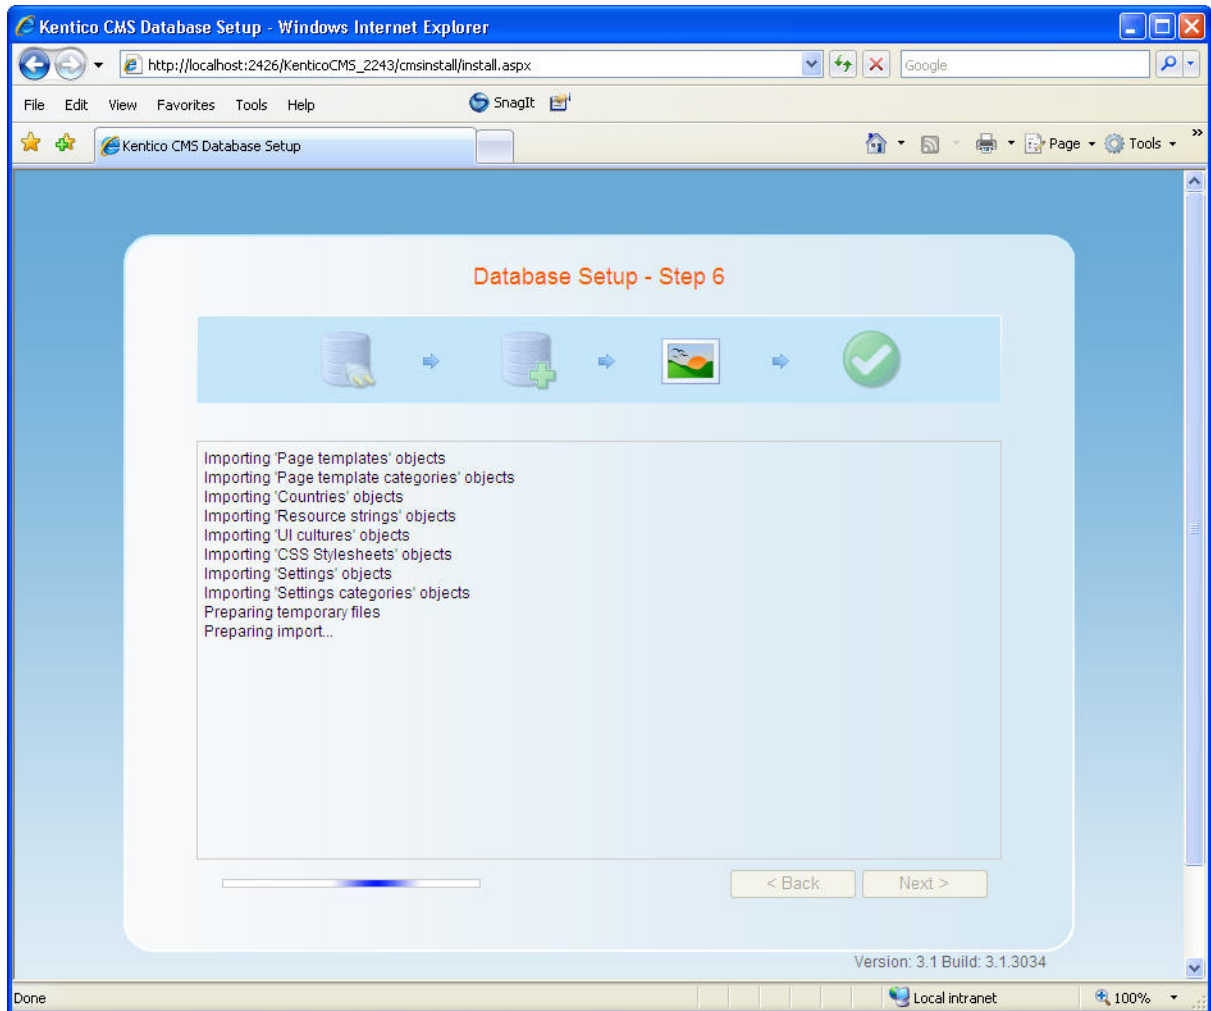 Kentico CMS Database Setup - Windows Internet Explorer
http://localhost:2426/KenticoCMS_2243/cmsinstall/install.aspx
Google
File Edit View Favorites Tools Help
SnagIt
Kentico CMS Database Setup
Page
Tools
Database Setup - Step 6
Importing 'Page templates' objects
Importing 'Page template categories' objects
Importing 'Countries' objects
Importing 'Resource strings' objects
Importing 'UI cultures' objects
Importing 'CSS Stylesheets' objects
Importing 'Settings' objects
Importing 'Settings categories' objects
Preparing temporary files
Preparing import...
< Back
Next >
Version: 3.1 Build: 3.1.3034
Done
Local intranet
100%